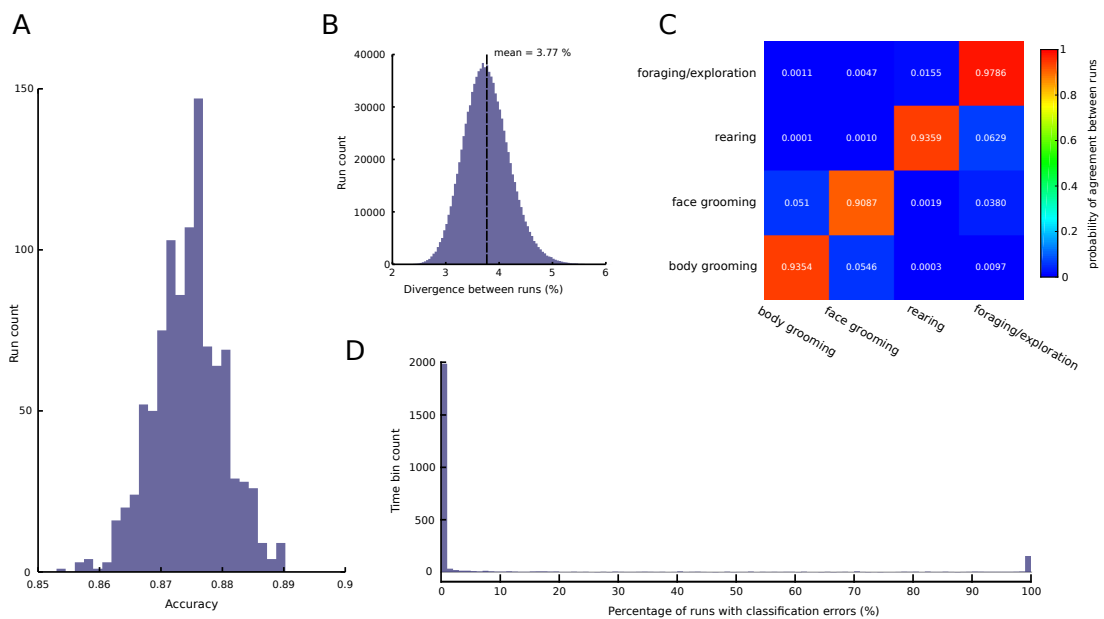 A
150
100
50
0
Run count
0.85
0.86
0.87
0.88
0.89
0.9
Accuracy
B
mean = 3.77 %
40000
30000
20000
10000
0
Run count
2
3
4
5
6
Divergence between runs (%)
C
foraging/exploration
0.0011
0.0047
0.0155
0.9786
rearing
0.0001
0.0010
0.9359
0.0629
face grooming
0.051
0.9087
0.0019
0.0380
body grooming
0.9354
0.0546
0.0003
0.0097
body grooming
face grooming
rearing
foraging/exploration
1
0.8
0.6
0.4
0.2
0
probability of agreement between runs
D
2000
1500
1000
500
0
Time bin count
0
10
20
30
40
50
60
70
80
90
100
Percentage of runs with classification errors (%)